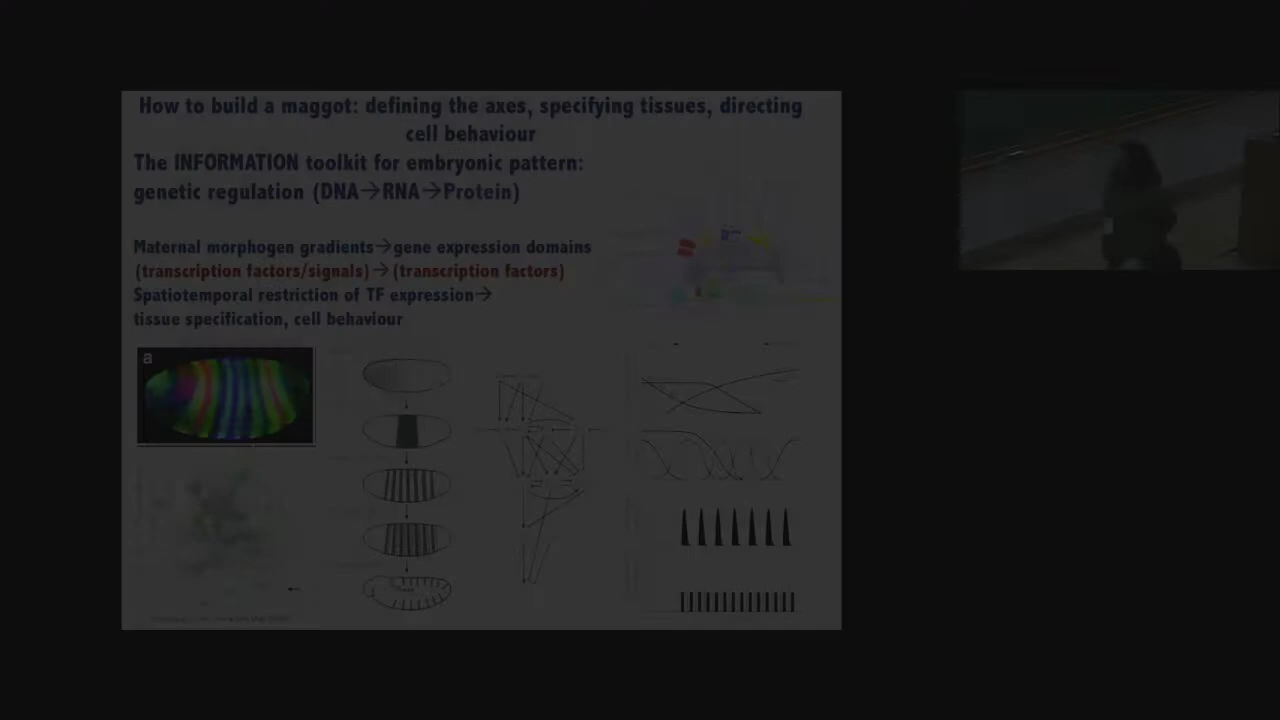 How to build a maggot: defining the axes, specifying tissues, directing
cell behaviour
The INFORMATION toolkit for embryonic pattern:
genetic regulation (DNA→RNA→Protein)
Maternal morphogen gradients→gene expression domains
(transcription factors/signals)→(transcription factors)
Spatiotemporal restriction of TF expression→
tissue specification, cell behaviour
a